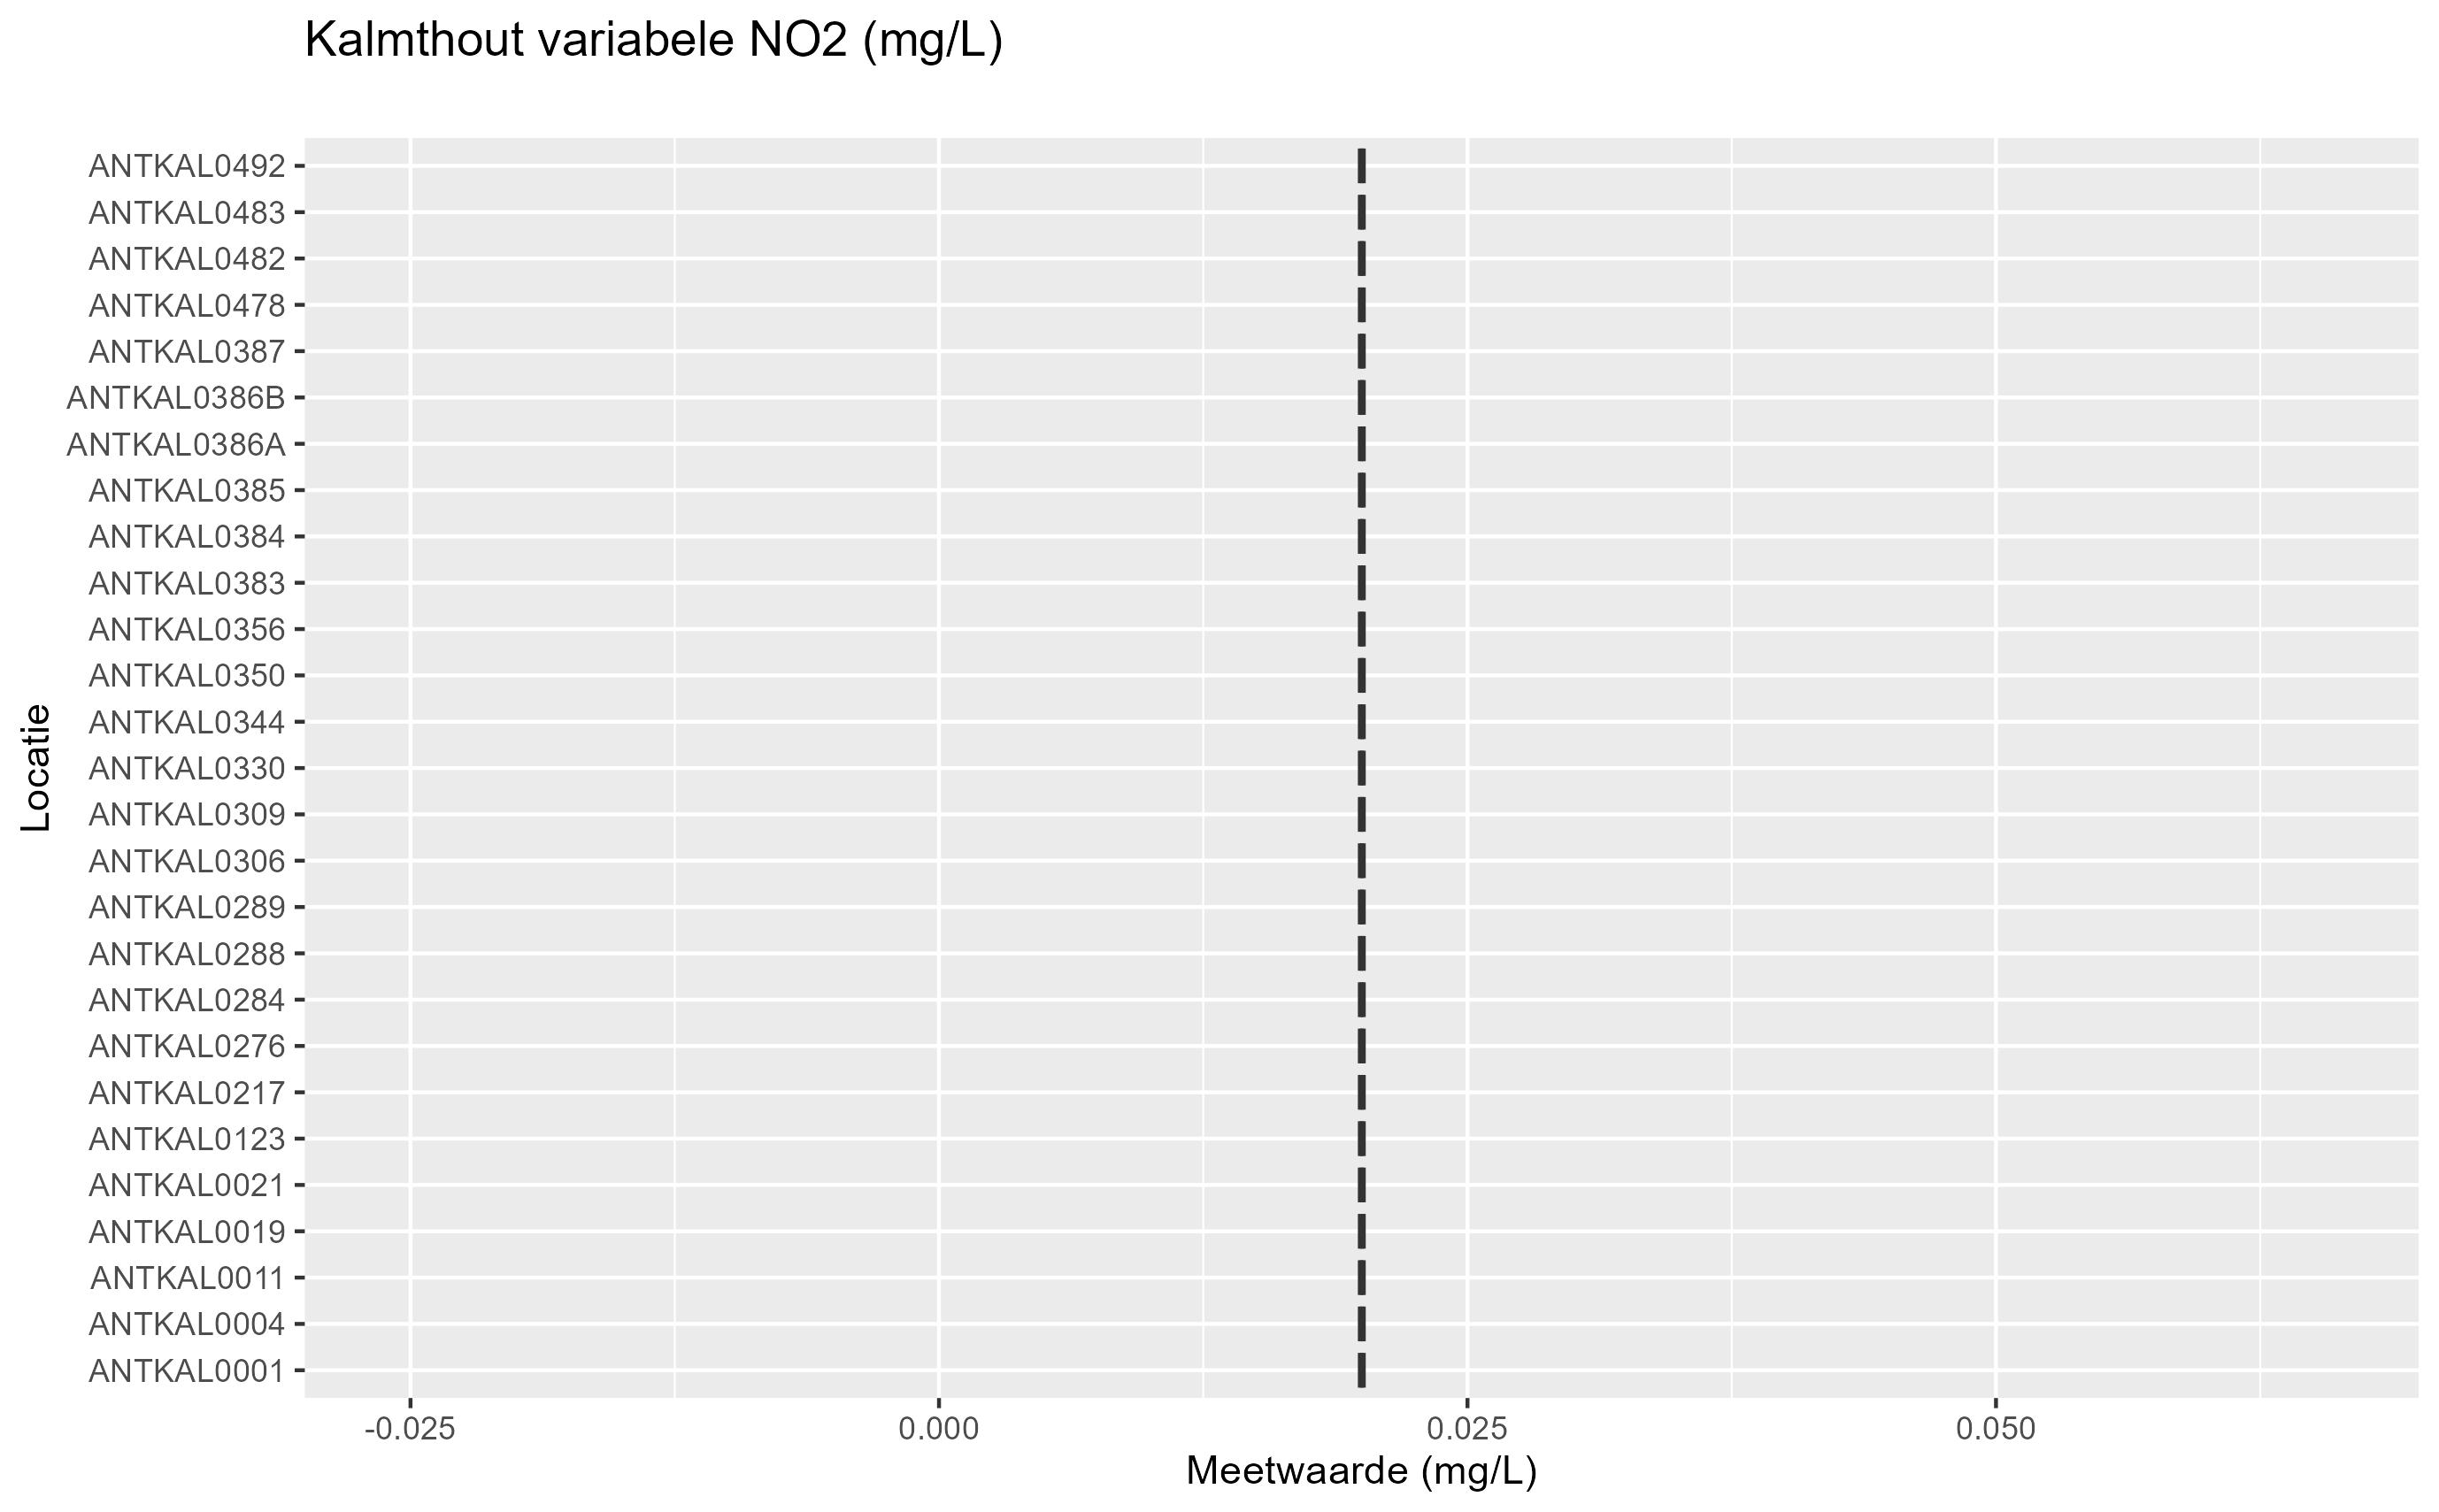 Kalmthout variabele NO2 (mg/L)
ANTKAL0492
ANTKAL0483
ANTKAL0482
ANTKAL0478
ANTKAL0387
ANTKAL0386B
ANTKAL0386A
ANTKAL0385
ANTKAL0384
ANTKAL0383
ANTKAL0356
ANTKAL0350
ANTKAL0344
ANTKAL0330
ANTKAL0309
ANTKAL0306
ANTKAL0289
ANTKAL0288
ANTKAL0284
ANTKAL0276
ANTKAL0217
ANTKAL0123
ANTKAL0021
ANTKAL0019
ANTKAL0011
ANTKAL0004
ANTKAL0001
Locatie
-0.025 0.000 0.025 0.050
Meetwaarde (mg/L)